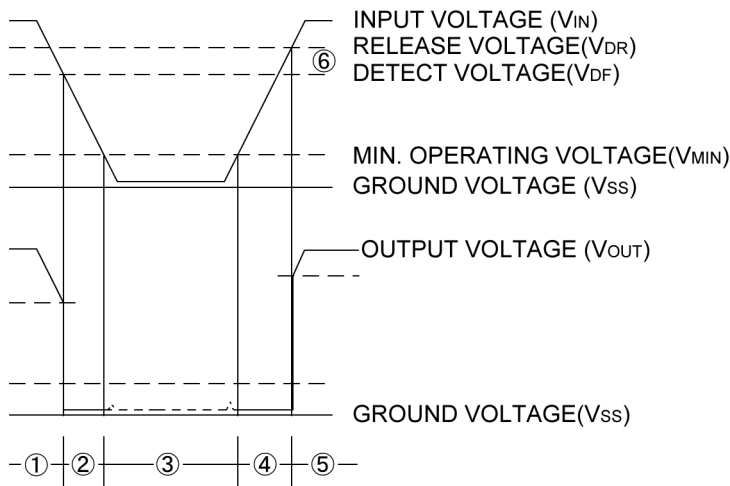 INPUT VOLTAGE (VIN)
RELEASE VOLTAGE(VDR)
⑥
DETECT VOLTAGE(VDF)
MIN. OPERATING VOLTAGE(VMIN)
GROUND VOLTAGE (VSS)
OUTPUT VOLTAGE (VOUT)
GROUND VOLTAGE(VSS)
① ② ③ ④ ⑤